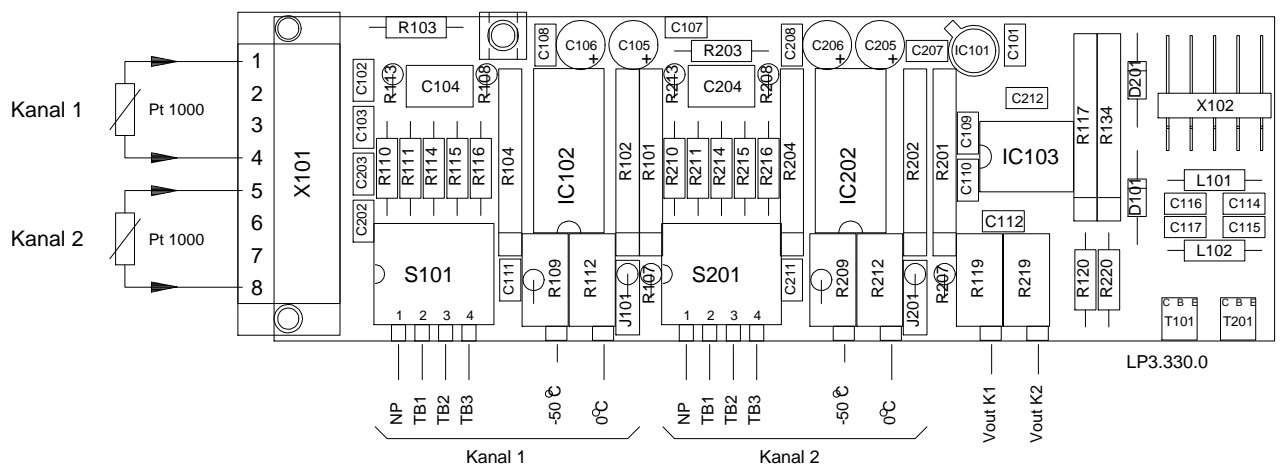 R103
C108
C106
C105
C107
R203
C208
C206
C205
C207
IC101
C101
1
2
3
4
5
6
7
8
X101
Kanal 1
Pt 1000
Kanal 2
Pt 1000
C102
C103
C203
C202
R113
C104
R108
R110
R111
R114
R115
R116
R104
IC102
R102
R101
R213
C204
R208
R210
R211
R214
R215
R216
R204
IC202
R202
R201
C109
C110
C212
IC103
C112
R117
R134
D201
D101
X102
L101
C116
C114
C117
C115
L102
S101
1 2 3 4
C111
R109
R112
J101
R107
S201
1 2 3 4
C211
R209
R212
J201
R207
R119
R219
R120
R220
C B E
T101
C B E
T201
LP3.330.0
NP
TB1
TB2
TB3
-50°C
0°C
NP
TB1
TB2
TB3
-50°C
0°C
Vout K1
Vout K2
Kanal 1
Kanal 2